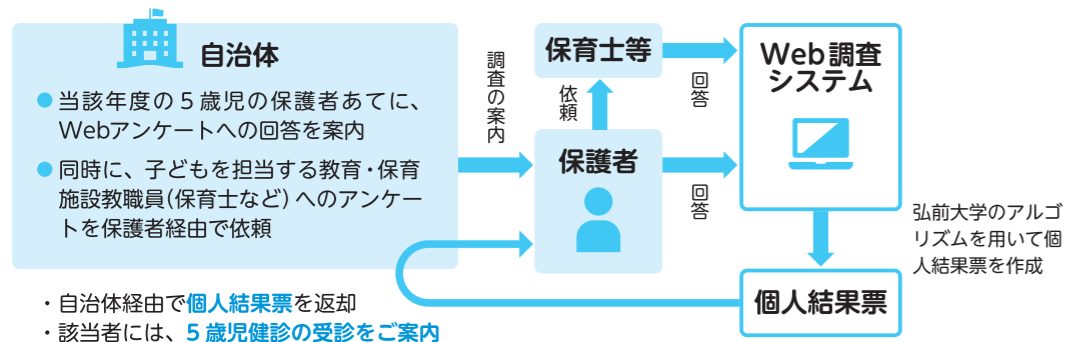 自治体
● 当該年度の5歳児の保護者あてに、
Webアンケートへの回答を案内
● 同時に、子どもを担当する教育・保育
施設教職員(保育士など)へのアンケー
トを保護者経由で依頼
調査の案内
保育士等
依頼
保護者
回答
回答
Web調査
システム
弘前大学のアルゴ
リズムを用いて個
人結果票を作成
個人結果票
・自治体経由で個人結果票を返却
・該当者には、5歳児健診の受診をご案内